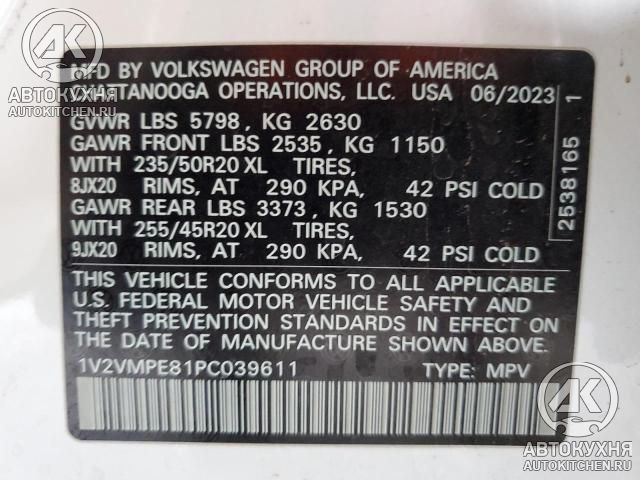 AK
АВТОКУХНЯ
AUTOKITCHEN.RU
MFD BY VOLKSWAGEN GROUP OF AMERICA
CHATTANOOGA OPERATIONS, LLC. USA 06/2023
GVWR LBS 5798, KG 2630
GAWR FRONT LBS 2535, KG 1150
WITH 235/50R20 XL TIRES,
8JX20 RIMS, AT 290 KPA, 42 PSI COLD
GAWR REAR LBS 3373, KG 1530
WITH 255/45R20 XL TIRES,
9JX20 RIMS, AT 290 KPA, 42 PSI COLD
2538165 1
THIS VEHICLE CONFORMS TO ALL APPLICABLE
U.S. FEDERAL MOTOR VEHICLE SAFETY AND
THEFT PREVENTION STANDARDS IN EFFECT ON
THE DATE OF MANUFACTURE SHOWN ABOVE.
1V2VMPE81PC039611 TYPE: MPV
AK
АВТОКУХНЯ
AUTOKITCHEN.RU